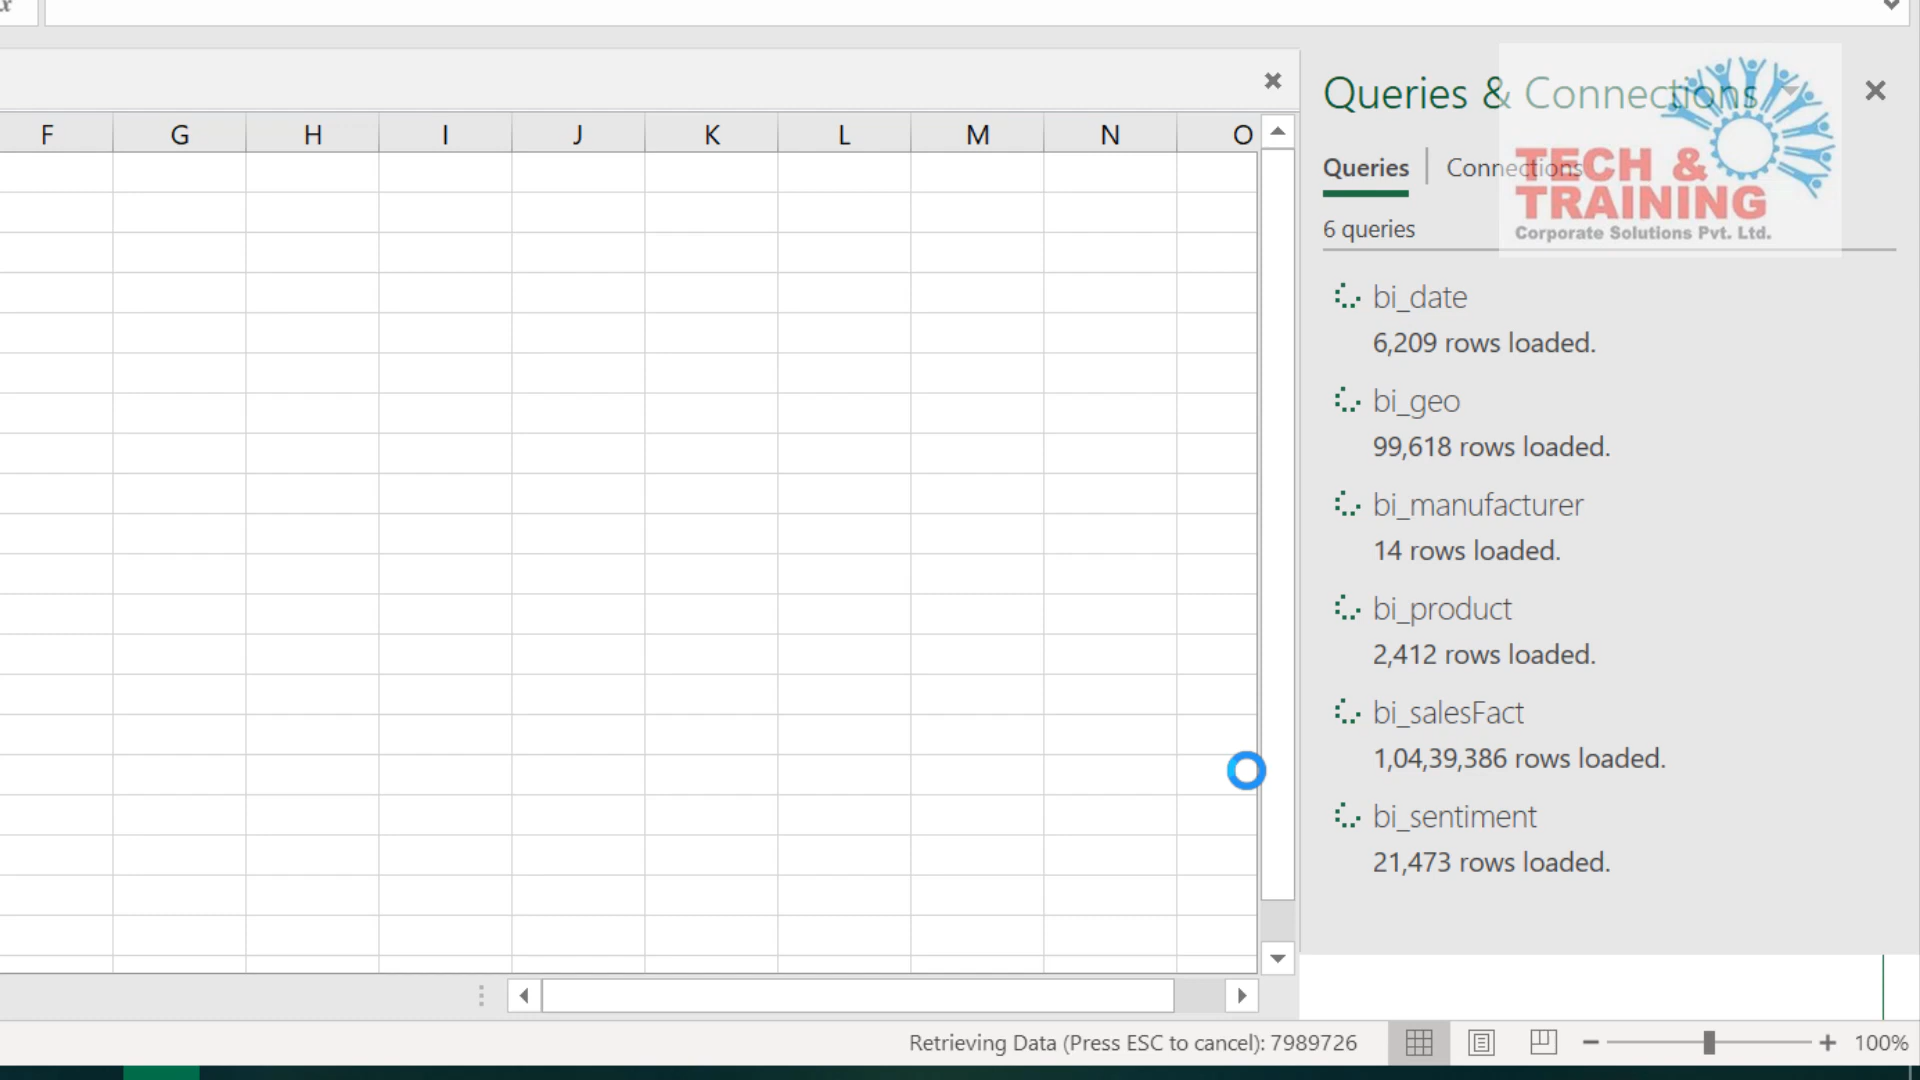 x
Queries & Connections
F G H I J K L M N O
Queries | Connections
TECH &
TRAINING
Corporate Solutions Pvt. Ltd.
6 queries
bi_date
6,209 rows loaded.
bi_geo
99,618 rows loaded.
bi_manufacturer
14 rows loaded.
bi_product
2,412 rows loaded.
bi_salesFact
1,04,39,386 rows loaded.
bi_sentiment
21,473 rows loaded.
Retrieving Data (Press ESC to cancel): 7989726
100%